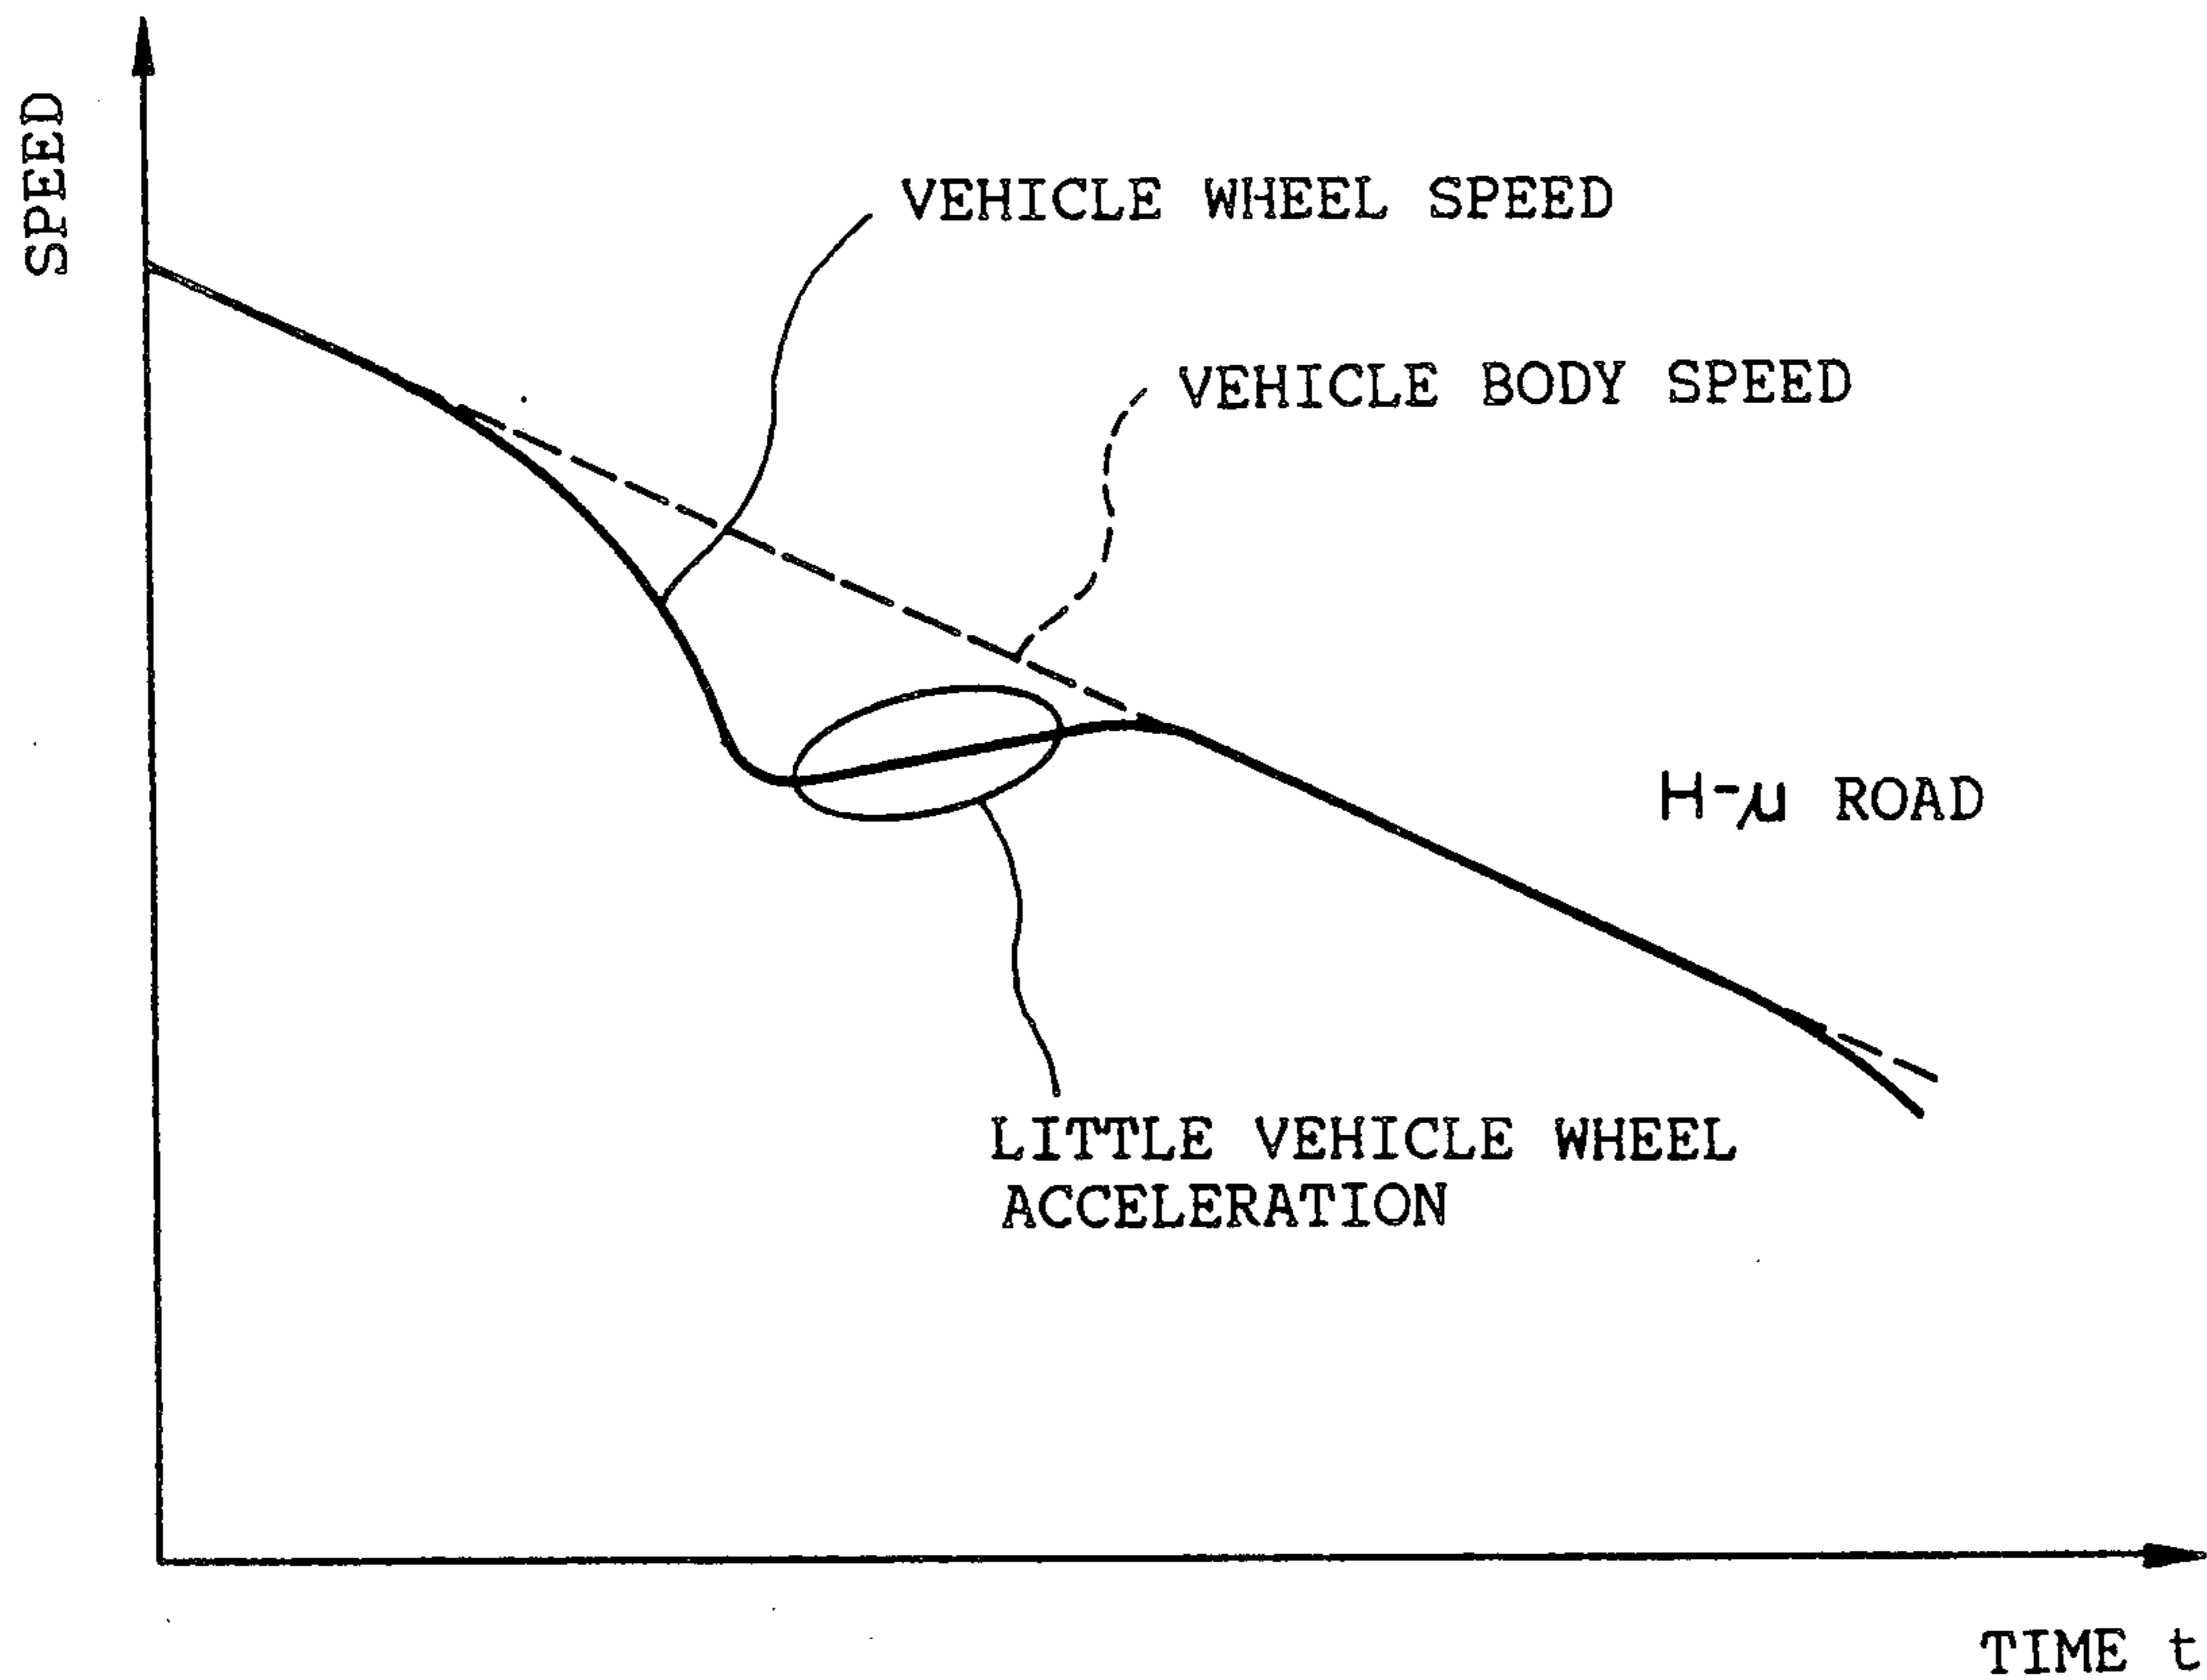 SPEED
VEHICLE WHEEL SPEED
VEHICLE BODY SPEED
H-μ ROAD
LITTLE VEHICLE WHEEL
ACCELERATION
TIME t